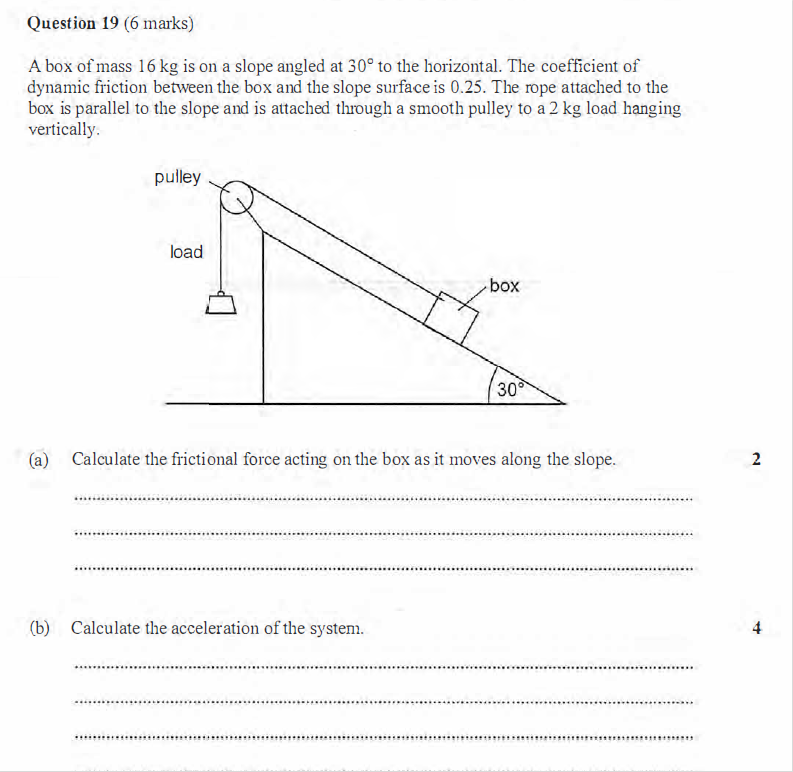 Question 19 (6 marks)
A box of mass 16 kg is on a slope angled at 30° to the horizontal. The coefficient of
dynamic friction between the box and the slope surface is 0.25. The rope attached to the
box is parallel to the slope and is attached through a smooth pulley to a 2 kg load hanging
vertically.
pulley
load
box
30°
(a) Calculate the frictional force acting on the box as it moves along the slope. 2
(b) Calculate the acceleration of the system. 4